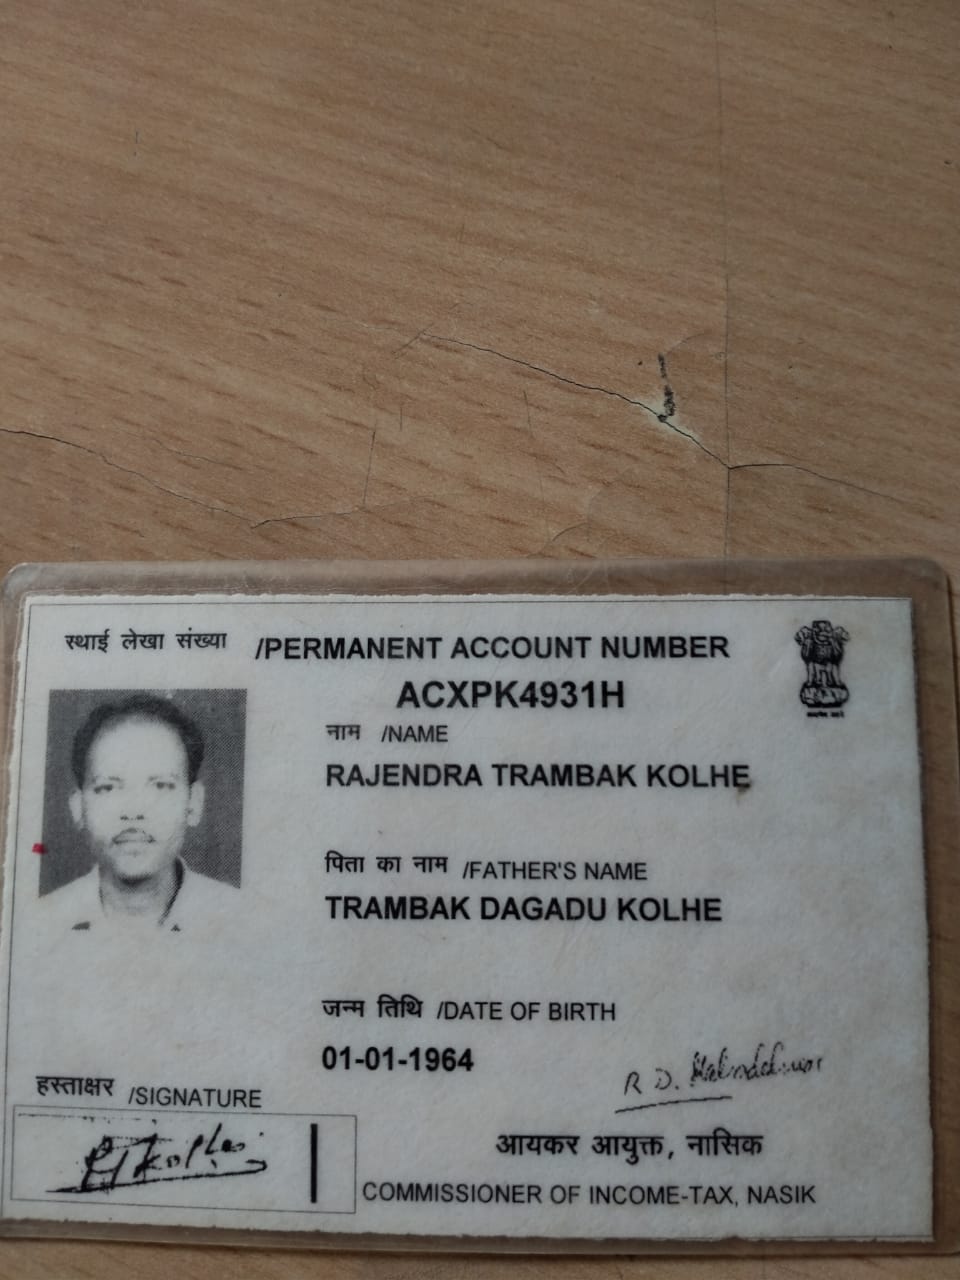 स्थाई लेखा संख्या /PERMANENT ACCOUNT NUMBER
ACXPK4931H
नाम /NAME
RAJENDRA TRAMBAK KOLHE
पिता का नाम /FATHER'S NAME
TRAMBAK DAGADU KOLHE
जन्म तिथि /DATE OF BIRTH
01-01-1964
हस्ताक्षर /SIGNATURE
R D.
आयकर आयुक्त, नासिक
COMMISSIONER OF INCOME-TAX, NASIK